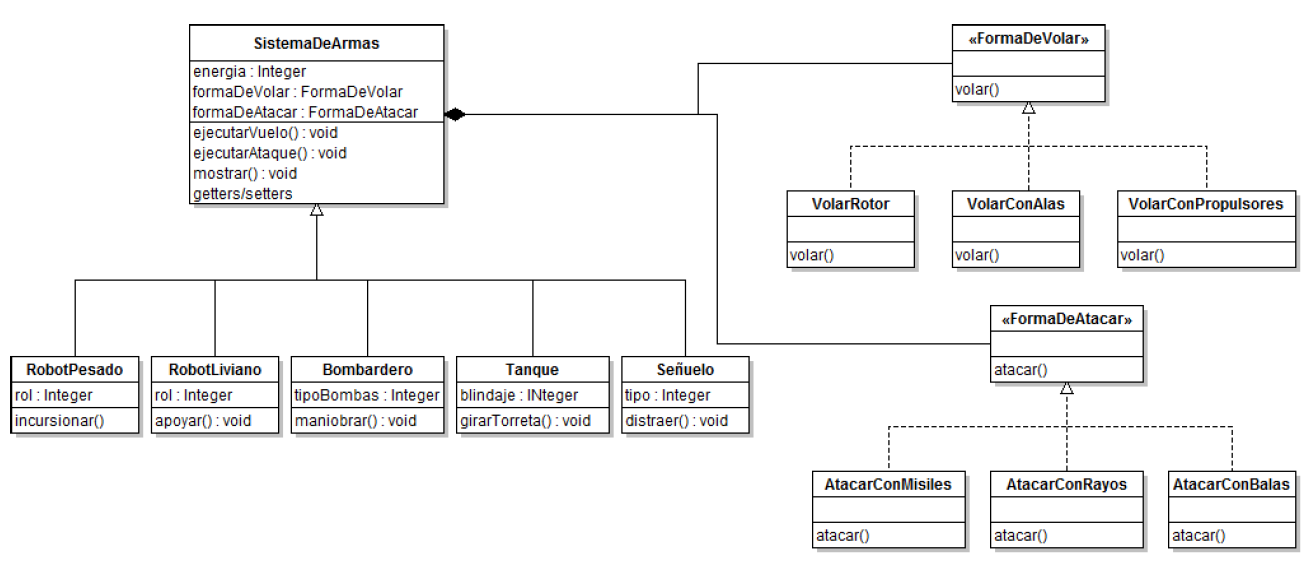 SistemaDeArmas
energia : Integer
formaDeVolar : FormaDeVolar
formaDeAtacar : FormaDeAtacar
ejecutarVuelo() : void
ejecutarAtaque() : void
mostrar() : void
getters/setters
«FormaDeVolar»
volar()
VolarRotor
volar()
VolarConAlas
volar()
VolarConPropulsores
volar()
«FormaDeAtacar»
atacar()
RobotPesado
rol : Integer
incursionar()
RobotLiviano
rol : Integer
apoyar() : void
Bombardero
tipoBombas : Integer
maniobrar() : void
Tanque
blindaje : INteger
girarTorreta() : void
Señuelo
tipo : Integer
distraer() : void
AtacarConMisiles
atacar()
AtacarConRayos
atacar()
AtacarConBalas
atacar()